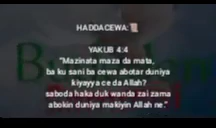 HADDACEWA:📜
YAKUB 4:4
"Mazinata maza da mata,
ba ku sani ba cewa abotar duniya
kiyayya ce da Allah?
saboda haka duk wanda zai zama
abokin duniya makiyin Allah ne."